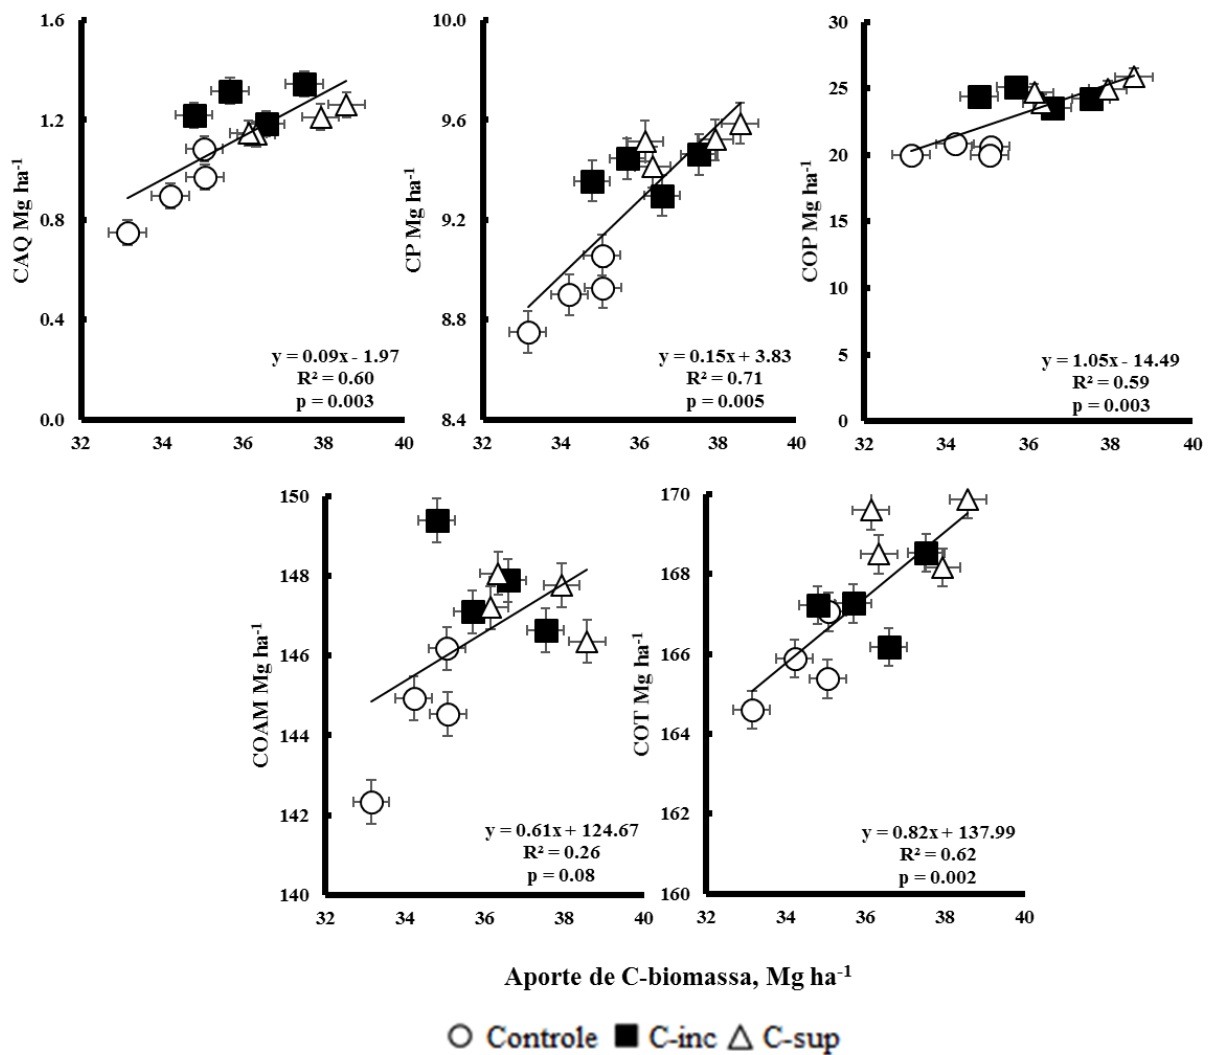 1.6
1.2
0.8
0.4
0.0
CAQ Mg ha⁻¹
y = 0.09x - 1.97
R² = 0.60
p = 0.003
32 34 36 38 40
10.0
9.6
9.2
8.8
8.4
CP Mg ha⁻¹
y = 0.15x + 3.83
R² = 0.71
p = 0.005
32 34 36 38 40
30
25
20
15
10
5
0
COP Mg ha⁻¹
y = 1.05x - 14.49
R² = 0.59
p = 0.003
32 34 36 38 40
150
148
146
144
142
140
COAM Mg ha⁻¹
y = 0.61x + 124.67
R² = 0.26
p = 0.08
32 34 36 38 40
170
168
166
164
162
160
COT Mg ha⁻¹
y = 0.82x + 137.99
R² = 0.62
p = 0.002
32 34 36 38 40
Aporte de C-biomassa, Mg ha⁻¹
Controle C-inc C-sup